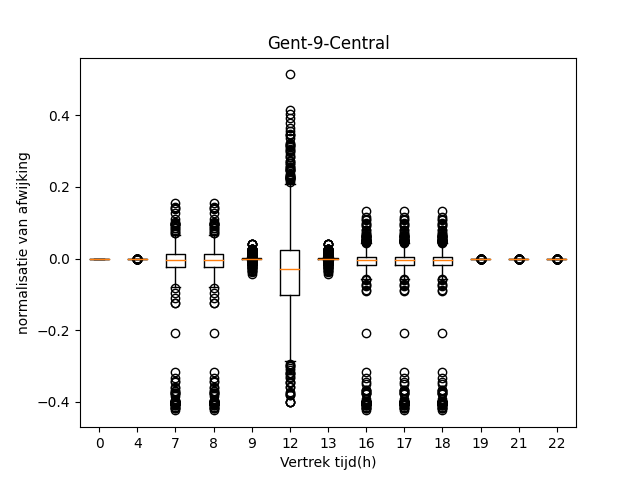 Gent-9-Central
normalisatie van afwijking
0.4
0.2
0.0
−0.2
−0.4
0 4 7 8 9 12 13 16 17 18 19 21 22
Vertrek tijd(h)